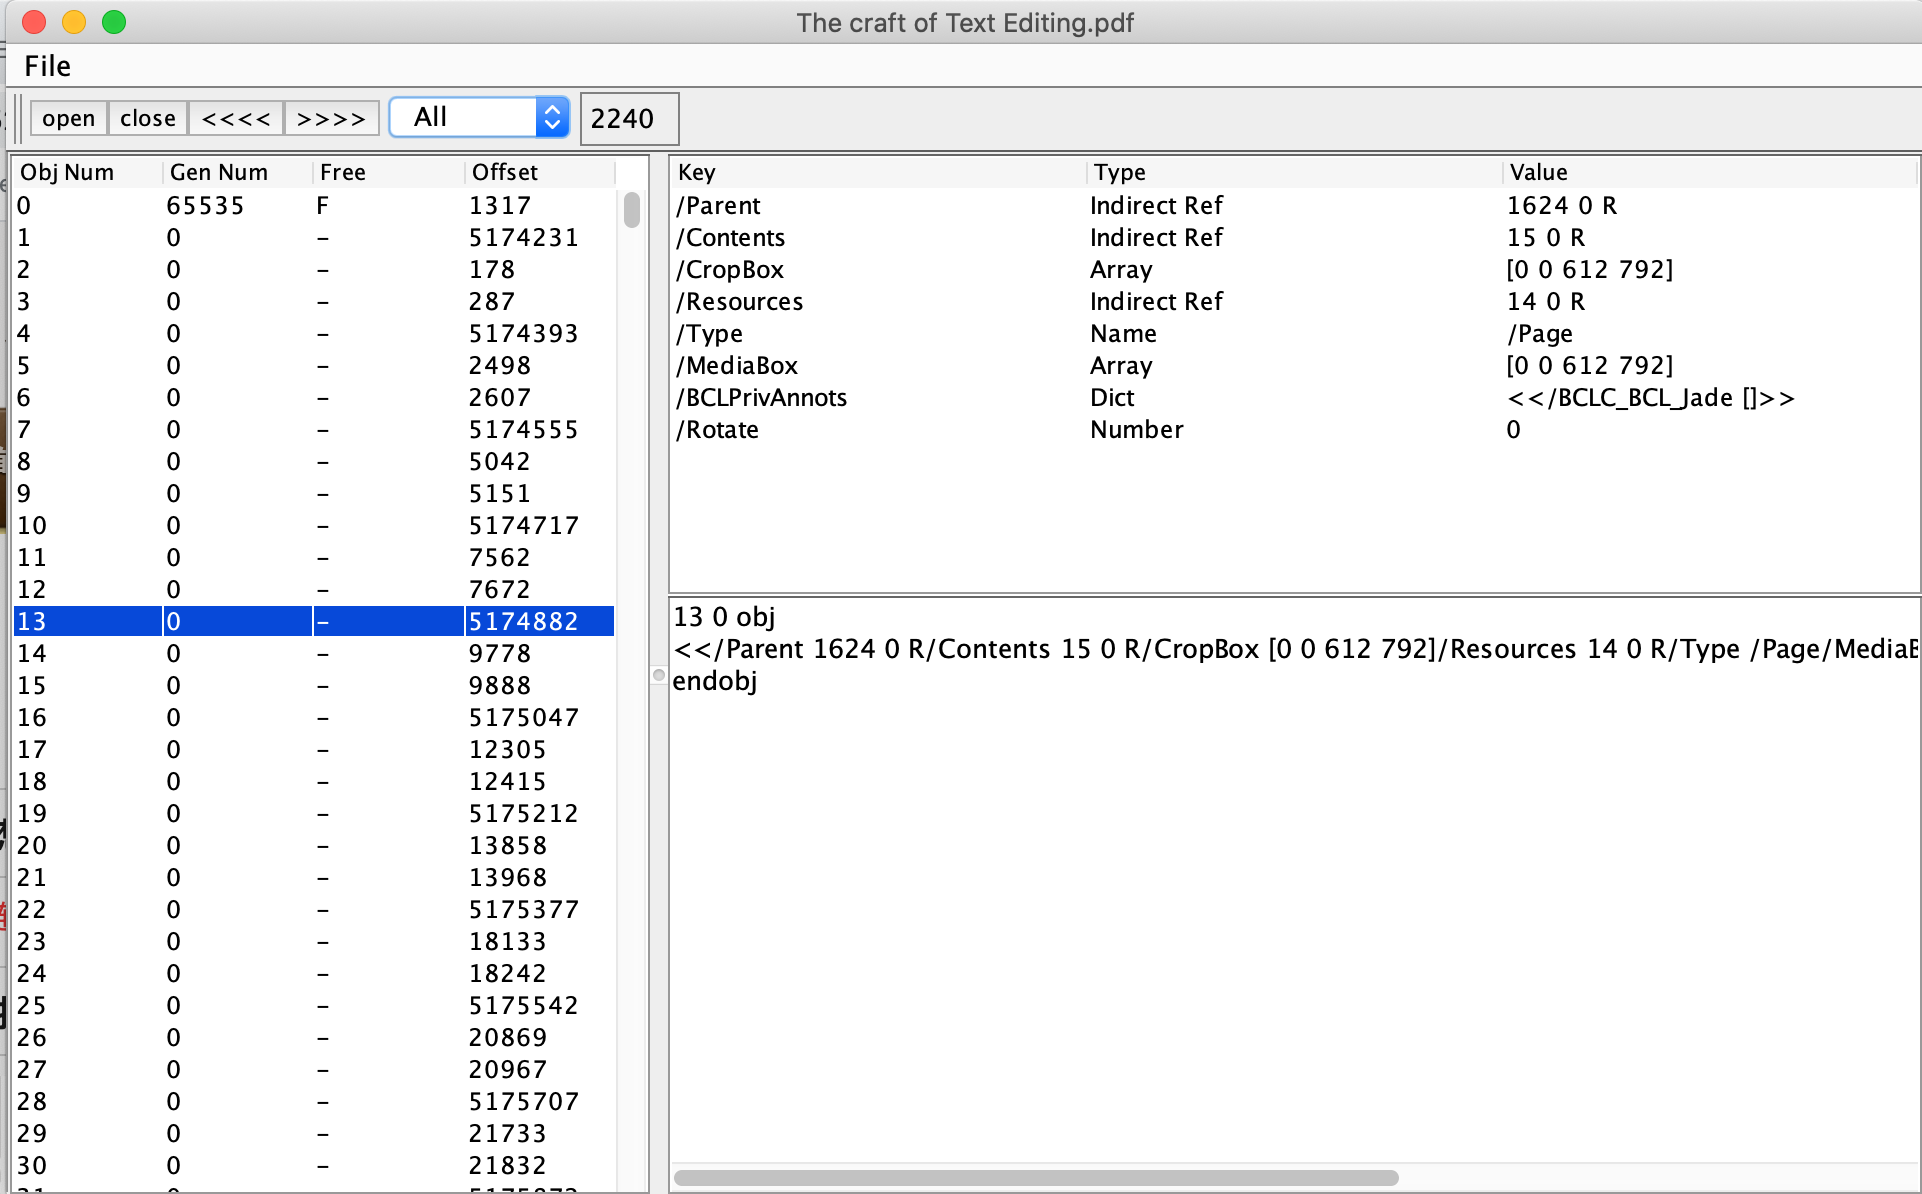 The craft of Text Editing.pdf
File
open close <<<< >>>> All 2240
Obj Num Gen Num Free Offset
0 65535 F 1317
1 0 – 5174231
2 0 – 178
3 0 – 287
4 0 – 5174393
5 0 – 2498
6 0 – 2607
7 0 – 5174555
8 0 – 5042
9 0 – 5151
10 0 – 5174717
11 0 – 7562
12 0 – 7672
13 0 – 5174882
14 0 – 9778
15 0 – 9888
16 0 – 5175047
17 0 – 12305
18 0 – 12415
19 0 – 5175212
20 0 – 13858
21 0 – 13968
22 0 – 5175377
23 0 – 18133
24 0 – 18242
25 0 – 5175542
26 0 – 20869
27 0 – 20967
28 0 – 5175707
29 0 – 21733
30 0 – 21832
Key Type Value
/Parent Indirect Ref 1624 0 R
/Contents Indirect Ref 15 0 R
/CropBox Array [0 0 612 792]
/Resources Indirect Ref 14 0 R
/Type Name /Page
/MediaBox Array [0 0 612 792]
/BCLPrivAnnots Dict <</BCLC_BCL_Jade []>>
/Rotate Number 0
13 0 obj
<</Parent 1624 0 R/Contents 15 0 R/CropBox [0 0 612 792]/Resources 14 0 R/Type /Page/MediaB
endobj